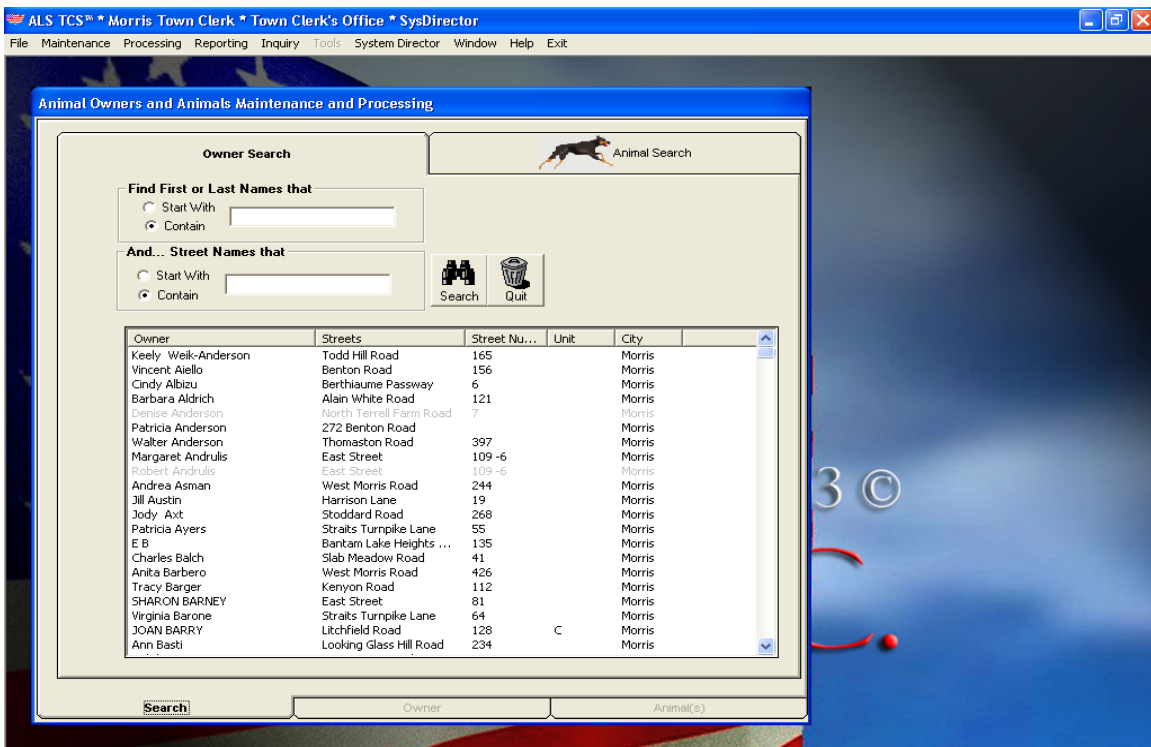 ALS TCS™ * Morris Town Clerk * Town Clerk's Office * SysDirector
File Maintenance Processing Reporting Inquiry Tools System Director Window Help Exit
Animal Owners and Animals Maintenance and Processing
Owner Search Animal Search
Find First or Last Names that
Start With
Contain
And... Street Names that
Start With
Contain
Search Quit
Owner Streets Street Nu... Unit City
Keely Weik-Anderson Todd Hill Road 165 Morris
Vincent Aiello Benton Road 156 Morris
Cindy Albizu Berthiaume Passway 6 Morris
Barbara Aldrich Alain White Road 121 Morris
Denise Anderson North Terrell Farm Road 7 Morris
Patricia Anderson 272 Benton Road Morris
Walter Anderson Thomaston Road 397 Morris
Margaret Andrulis East Street 109 -6 Morris
Robert Andrulis East Street 109 -6 Morris
Andrea Asman West Morris Road 244 Morris
Jill Austin Harrison Lane 19 Morris
Jody Axt Stoddard Road 268 Morris
Patricia Ayers Straits Turnpike Lane 55 Morris
E B Bantam Lake Heights ... 135 Morris
Charles Balch Slab Meadow Road 41 Morris
Anita Barbero West Morris Road 426 Morris
Tracy Barger Kenyon Road 112 Morris
SHARON BARNEY East Street 81 Morris
Virginia Barone Straits Turnpike Lane 64 Morris
JOAN BARRY Litchfield Road 128 C Morris
Ann Basti Looking Glass Hill Road 234 Morris
Search Owner Animal(s)
3 ©
C.